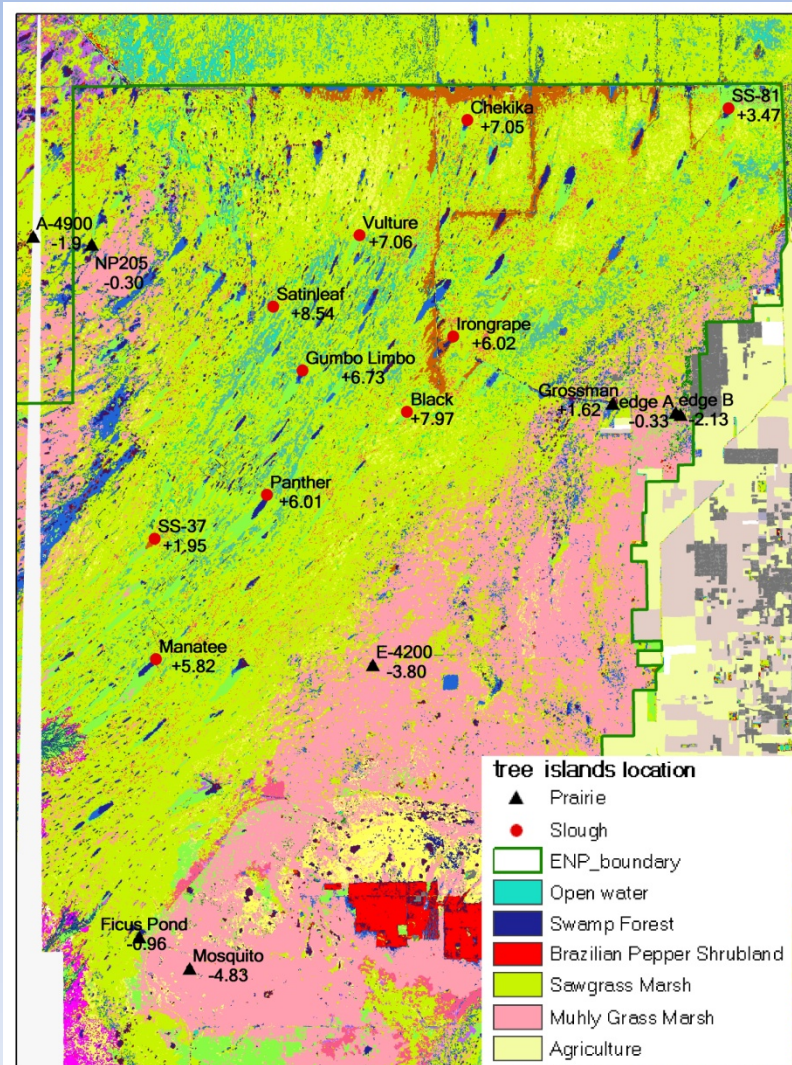 SS-81
+3.47
Chekika
+7.05
A-4900
-1.9
Vulture
+7.06
NP205
-0.30
Satinleaf
+8.54
Irongrape
+6.02
Gumbo Limbo
+6.73
Grossman
+1.62
edge A
-0.33
edge B
-2.13
Black
+7.97
Panther
+6.01
SS-37
+1.95
Manatee
+5.82
E-4200
-3.80
Ficus Pond
-0.96
Mosquito
-4.83
tree islands location
Prairie
Slough
ENP_boundary
Open water
Swamp Forest
Brazilian Pepper Shrubland
Sawgrass Marsh
Muhly Grass Marsh
Agriculture